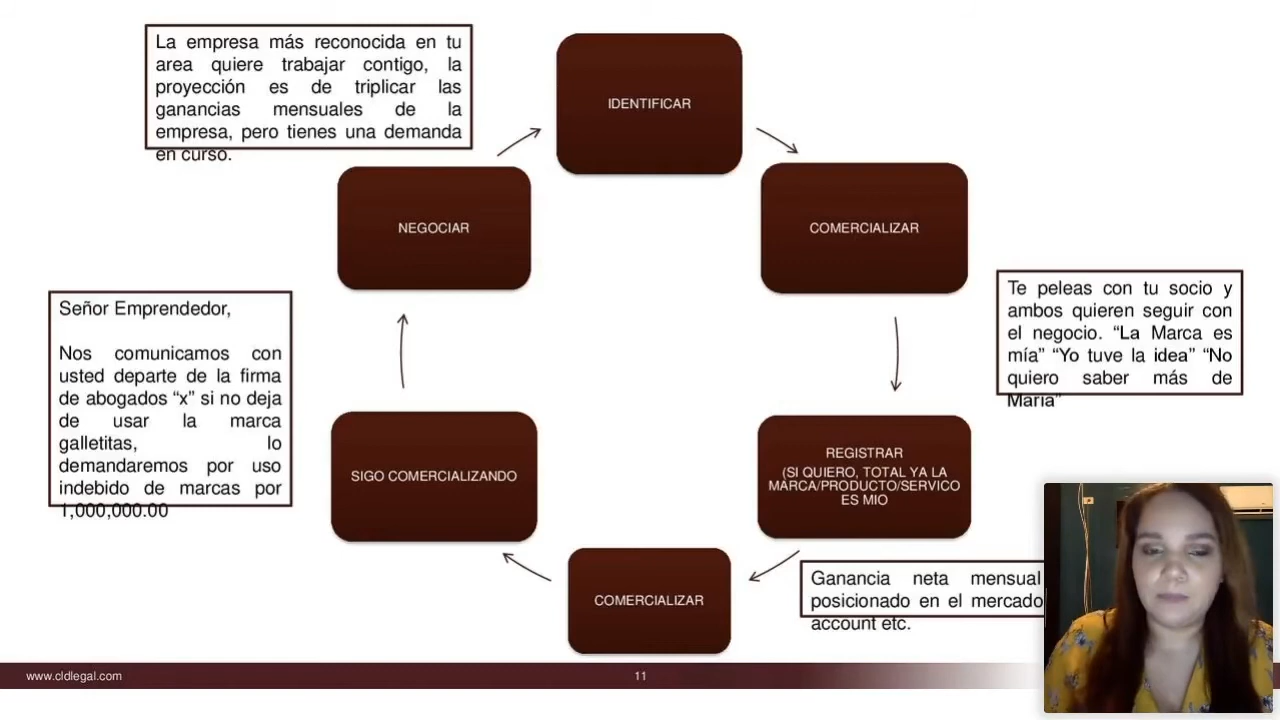 La empresa más reconocida en tu
area quiere trabajar contigo, la
proyección es de triplicar las
ganancias mensuales de la
empresa, pero tienes una demanda
en curso.
IDENTIFICAR
NEGOCIAR
COMERCIALIZAR
Te peleas con tu socio y
ambos quieren seguir con
el negocio. “La Marca es
mía” “Yo tuve la idea” “No
quiero saber más de
María”
Señor Emprendedor,
Nos comunicamos con
usted departe de la firma
de abogados “x” si no deja
de usar la marca
galletitas, lo
demandaremos por uso
indebido de marcas por
1,000,000.00
SIGO COMERCIALIZANDO
REGISTRAR
(SI QUIERO, TOTAL YA LA
MARCA/PRODUCTO/SERVICO
ES MIO
COMERCIALIZAR
Ganancia neta mensual
posicionado en el mercado
account etc.
www.cldlegal.com
11